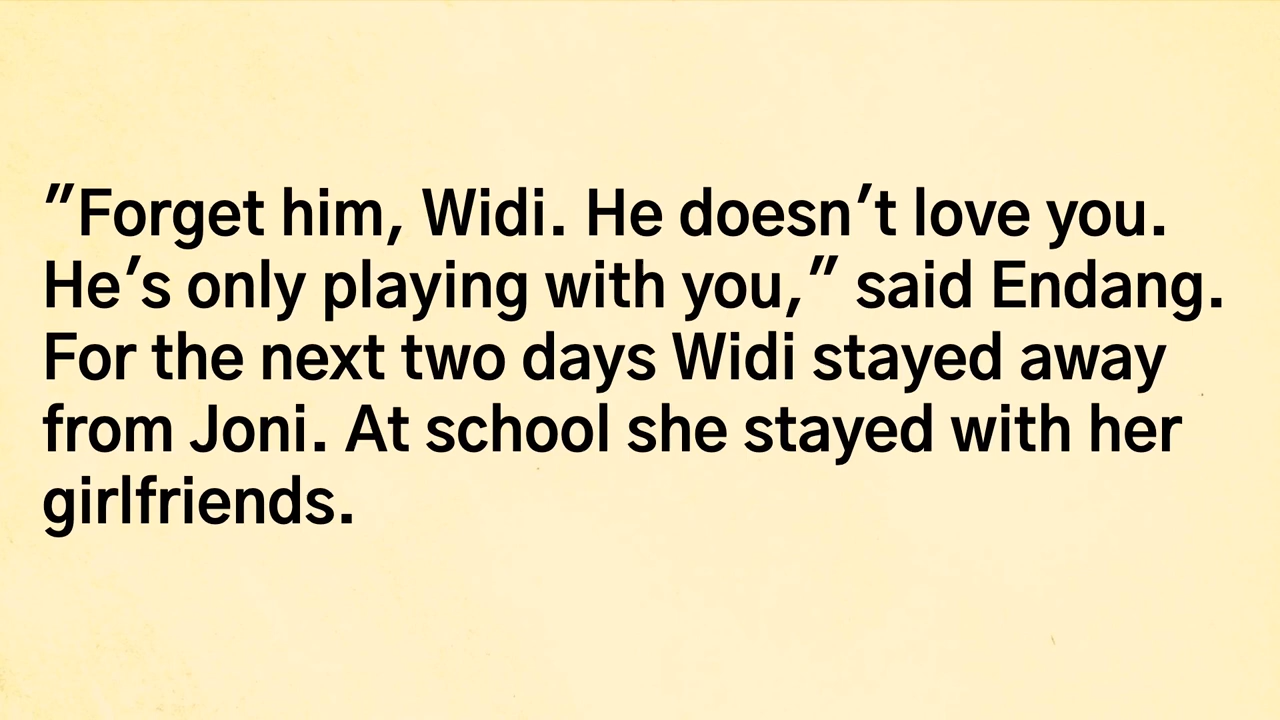 "Forget him, Widi. He doesn't love you.
He's only playing with you," said Endang.
For the next two days Widi stayed away
from Joni. At school she stayed with her
girlfriends.